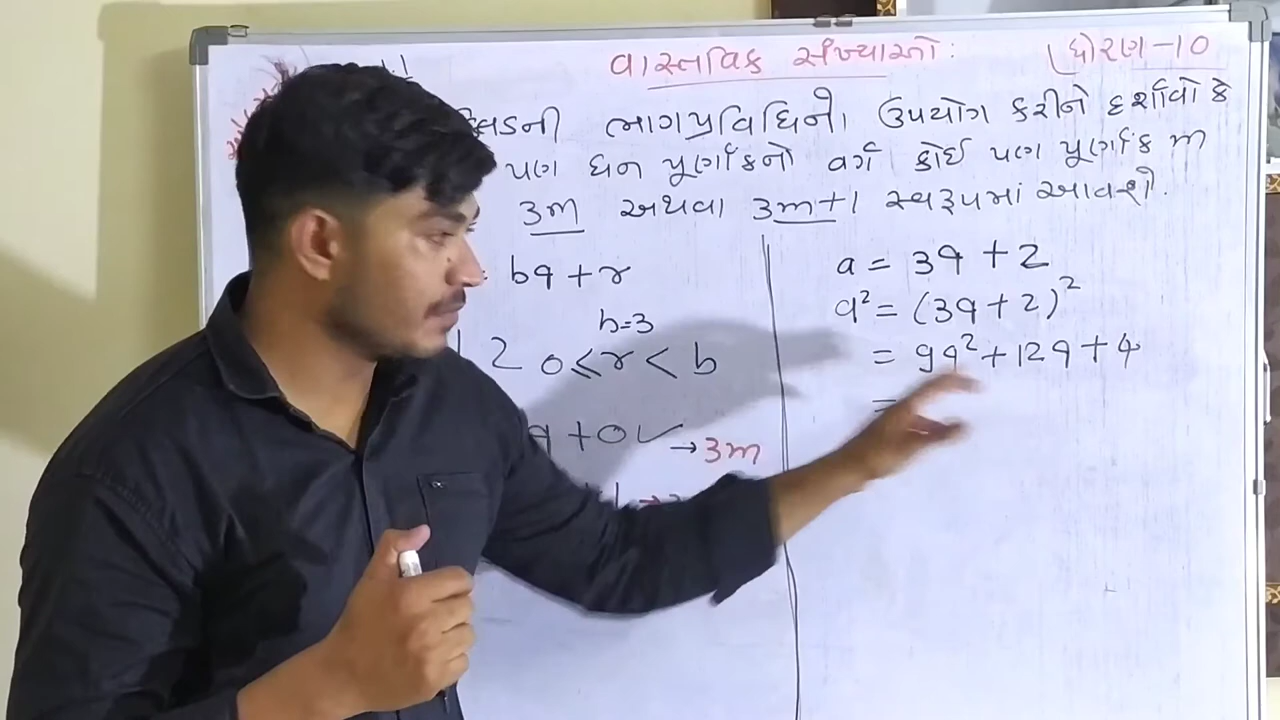 વાસ્તવિક સંખ્યાઓ: ધોરણ-10
ભાગપ્રવિધિનો ઉપયોગ કરીને દર્શાવો કે
પણ ધન પૂર્ણાંકનો વર્ગ કોઈ પણ પૂર્ણાંક m
3m અથવા 3m+1 સ્વરૂપમાં આવશે.
= bq + r
b=3
2 0 ≤ r < b
q + 0 ✓ → 3m
a = 3q + 2
a² = (3q + 2)²
= 9q² + 12q + 4
=